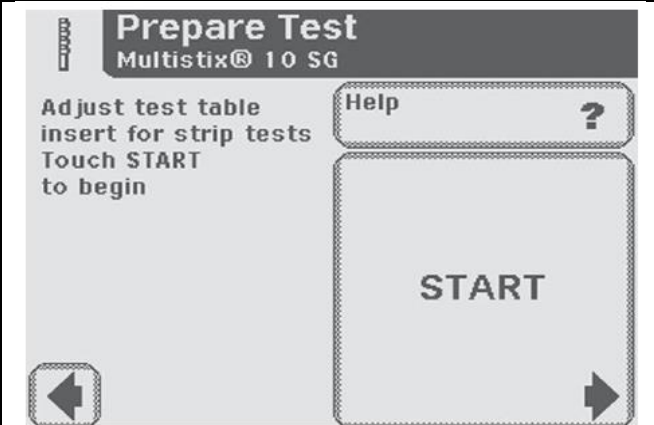 Prepare Test
Multistix® 10 SG
Adjust test table
insert for strip tests
Touch START
to begin
Help ?
START